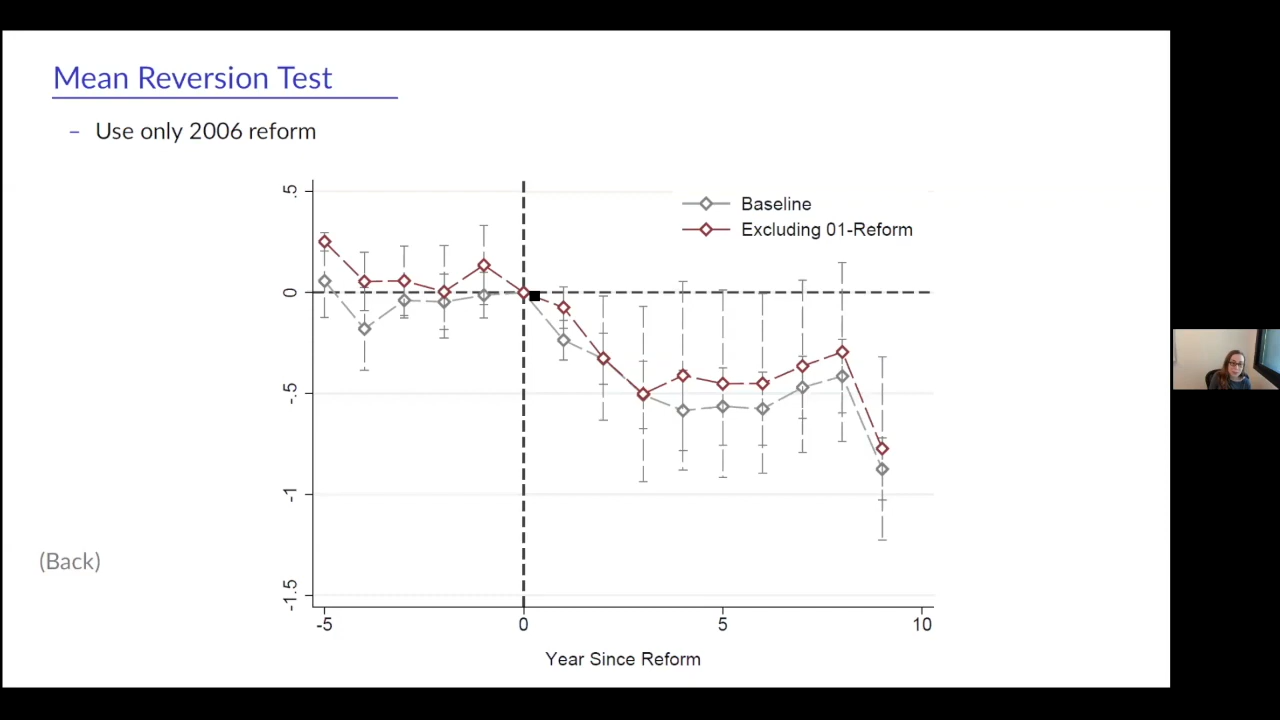 Mean Reversion Test
– Use only 2006 reform
Baseline
Excluding 01-Reform
.5
0
-.5
-1
-1.5
-5
0
5
10
Year Since Reform
(Back)